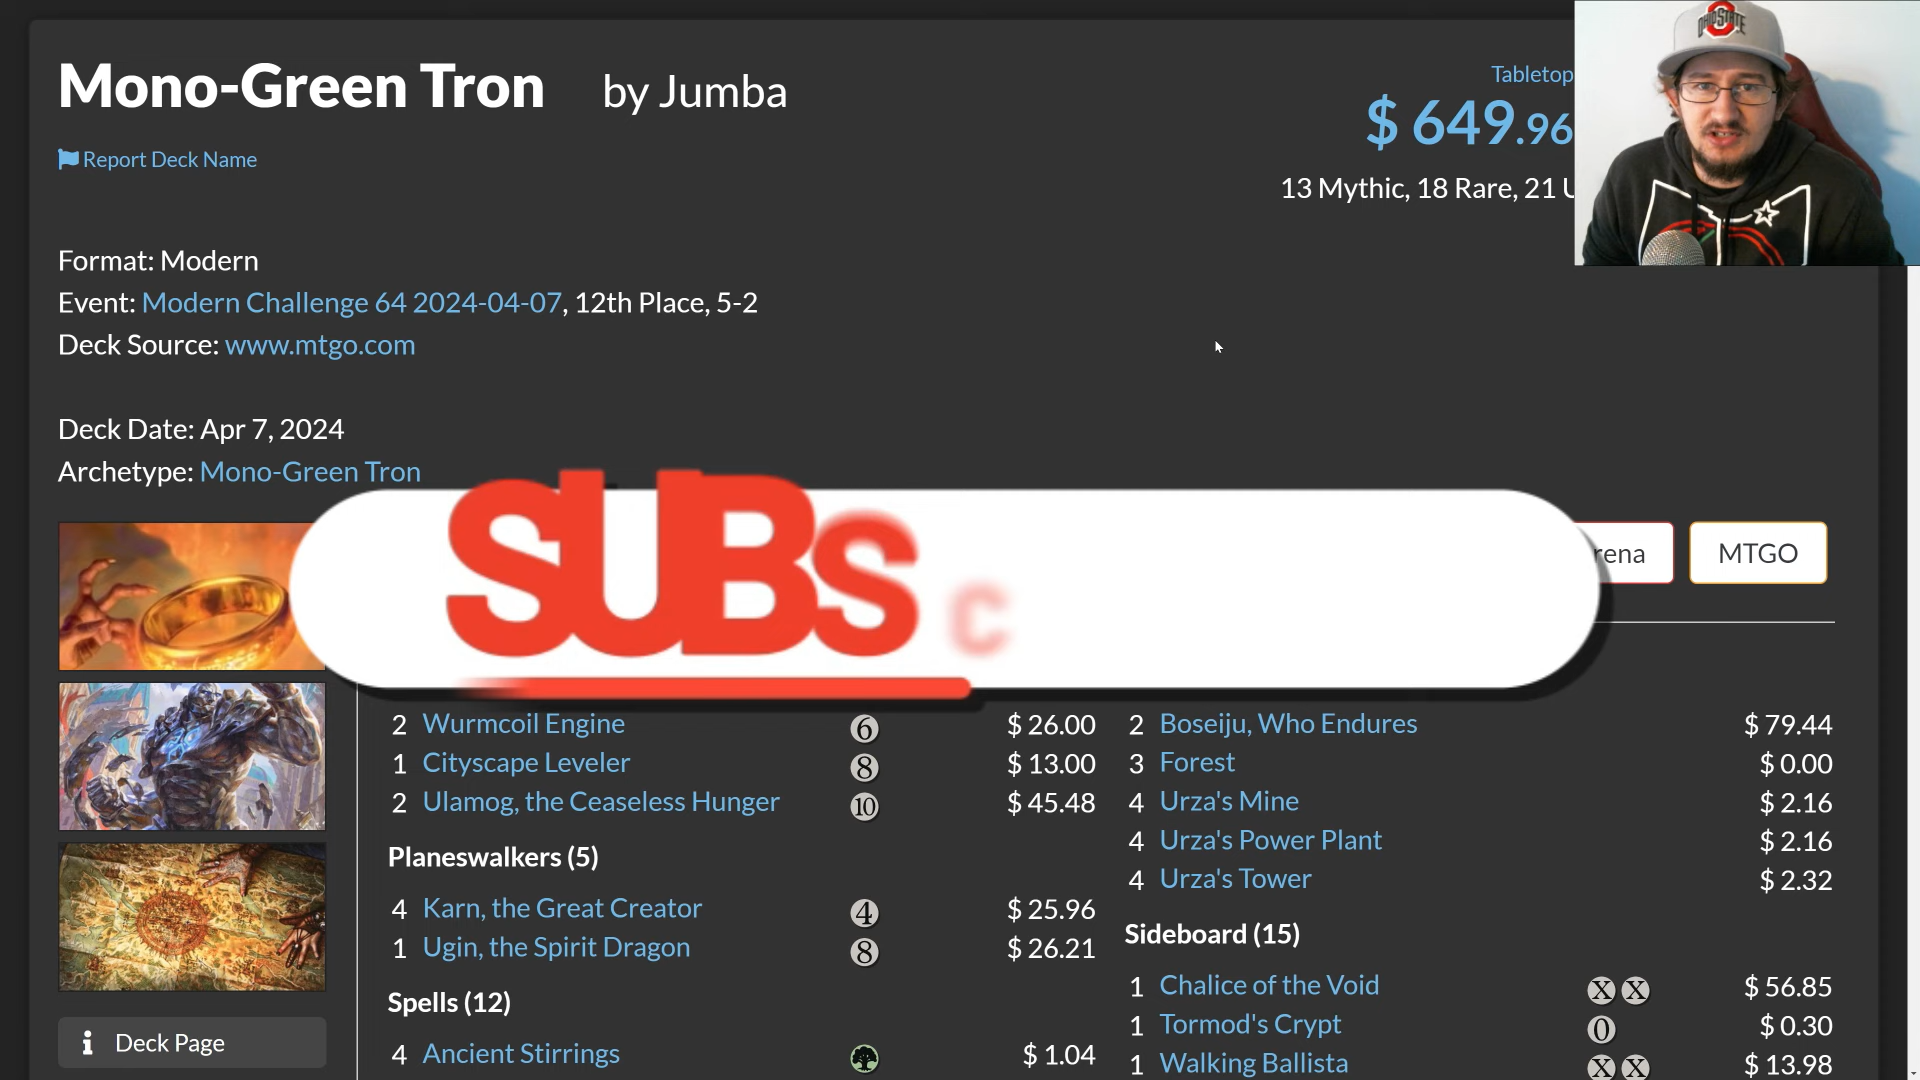 Mono-Green Tron by Jumba
Tabletop
$ 649.96
Report Deck Name
13 Mythic, 18 Rare, 21 U
OHIO STATE
Format: Modern
Event: Modern Challenge 64 2024-04-07, 12th Place, 5-2
Deck Source: www.mtgo.com
Deck Date: Apr 7, 2024
Archetype: Mono-Green Tron
SUBSC
rena
MTGO
2 Wurmcoil Engine 6 $ 26.00
1 Cityscape Leveler 8 $ 13.00
2 Ulamog, the Ceaseless Hunger 10 $ 45.48
Planeswalkers (5)
4 Karn, the Great Creator 4 $ 25.96
1 Ugin, the Spirit Dragon 8 $ 26.21
Spells (12)
4 Ancient Stirrings $ 1.04
2 Boseiju, Who Endures $ 79.44
3 Forest $ 0.00
4 Urza's Mine $ 2.16
4 Urza's Power Plant $ 2.16
4 Urza's Tower $ 2.32
Sideboard (15)
1 Chalice of the Void X X $ 56.85
1 Tormod's Crypt 0 $ 0.30
1 Walking Ballista X X $ 13.98
Deck Page